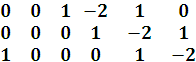 0 0 1 −2 1 0
0 0 0 1 −2 1
1 0 0 0 1 −2